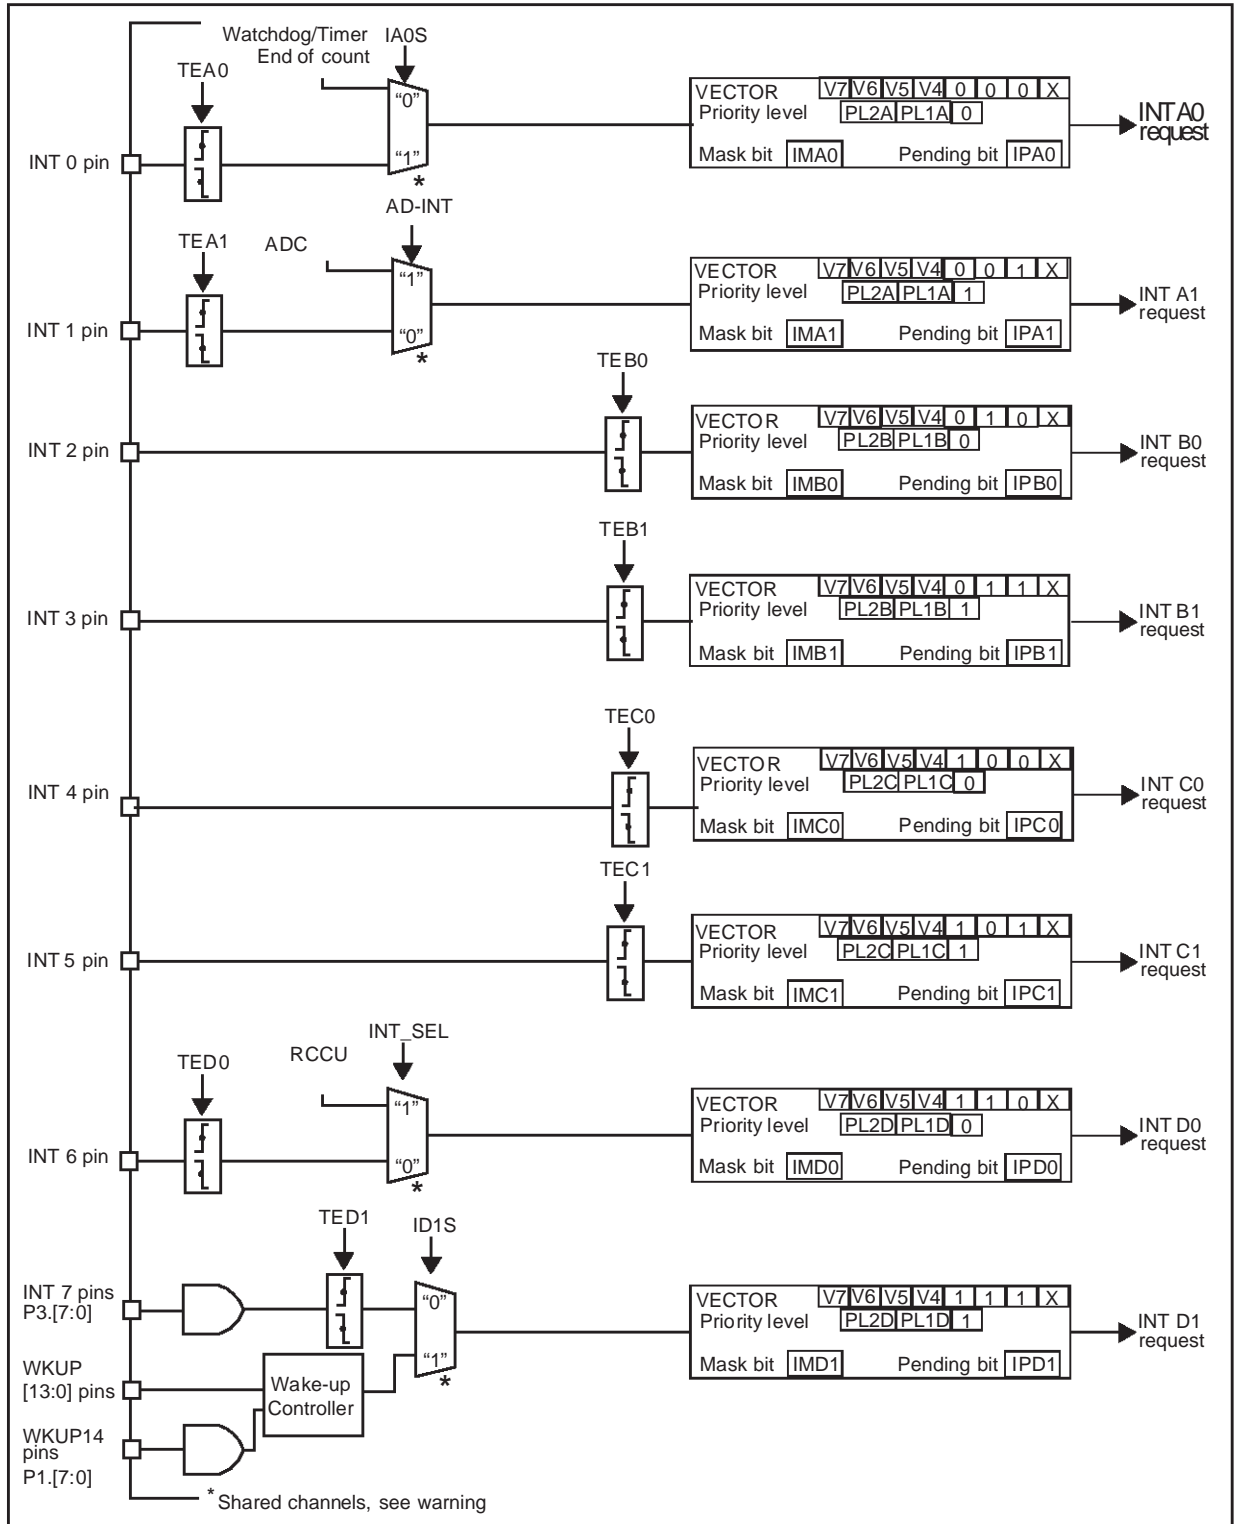 Watchdog/Timer IA0S
End of count
TEA0
"0"
"1"
*
INT 0 pin
VECTOR V7 V6 V5 V4 0 0 0 X
Priority level PL2A PL1A 0
Mask bit IMA0 Pending bit IPA0
INT A0
request
AD-INT
TEA1 ADC
"1"
"0"
*
INT 1 pin
VECTOR V7 V6 V5 V4 0 0 1 X
Priority level PL2A PL1A 1
Mask bit IMA1 Pending bit IPA1
INT A1
request
TEB0
INT 2 pin
VECTOR V7 V6 V5 V4 0 1 0 X
Priority level PL2B PL1B 0
Mask bit IMB0 Pending bit IPB0
INT B0
request
TEB1
INT 3 pin
VECTOR V7 V6 V5 V4 0 1 1 X
Priority level PL2B PL1B 1
Mask bit IMB1 Pending bit IPB1
INT B1
request
TEC0
INT 4 pin
VECTOR V7 V6 V5 V4 1 0 0 X
Priority level PL2C PL1C 0
Mask bit IMC0 Pending bit IPC0
INT C0
request
TEC1
INT 5 pin
VECTOR V7 V6 V5 V4 1 0 1 X
Priority level PL2C PL1C 1
Mask bit IMC1 Pending bit IPC1
INT C1
request
INT_SEL
TED0 RCCU
"1"
"0"
*
INT 6 pin
VECTOR V7 V6 V5 V4 1 1 0 X
Priority level PL2D PL1D 0
Mask bit IMD0 Pending bit IPD0
INT D0
request
TED1 ID1S
INT 7 pins
P3.[7:0]
"0"
"1"
*
VECTOR V7 V6 V5 V4 1 1 1 X
Priority level PL2D PL1D 1
Mask bit IMD1 Pending bit IPD1
INT D1
request
WKUP
[13:0] pins
Wake-up
Controller
WKUP14
pins
P1.[7:0]
* Shared channels, see warning